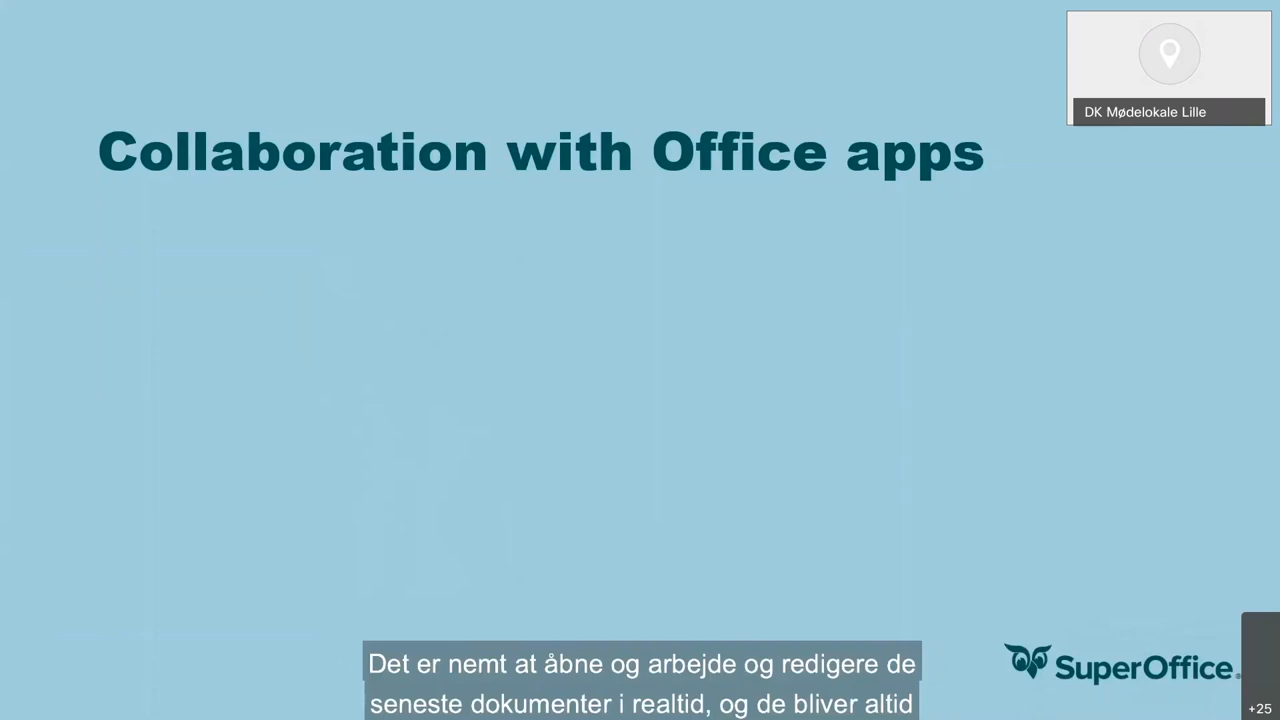 DK Mødelokale Lille
Collaboration with Office apps
Det er nemt at åbne og arbejde og redigere de
seneste dokumenter i realtid, og de bliver altid
SuperOffice
+25